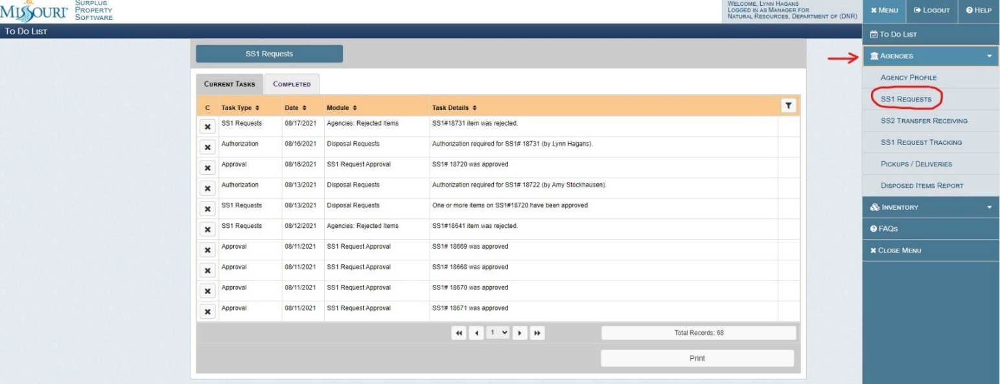 MISSOURI
SURPLUS
PROPERTY
SOFTWARE
WELCOME, LYNN HAGANS
LOGGED IN AS MANAGER FOR
NATURAL RESOURCES, DEPARTMENT OF (DNR)
MENU
LOGOUT
HELP
TO DO LIST
SS1 Requests
CURRENT TASKS COMPLETED
C Task Type Date Module Task Details
SS1 Requests 08/17/2021 Agencies: Rejected Items SS1#18731 item was rejected.
Authorization 08/16/2021 Disposal Requests Authorization required for SS1# 18731 (by Lynn Hagans).
Approval 08/16/2021 SS1 Request Approval SS1# 18720 was approved
Authorization 08/13/2021 Disposal Requests Authorization required for SS1# 18722 (by Amy Stockhausen).
SS1 Requests 08/13/2021 Disposal Requests One or more items on SS1#18720 have been approved
SS1 Requests 08/12/2021 Agencies: Rejected Items SS1#18641 item was rejected.
Approval 08/11/2021 SS1 Request Approval SS1# 18669 was approved
Approval 08/11/2021 SS1 Request Approval SS1# 18668 was approved
Approval 08/11/2021 SS1 Request Approval SS1# 18670 was approved
Approval 08/11/2021 SS1 Request Approval SS1# 18671 was approved
1
Total Records: 68
Print
TO DO LIST
AGENCIES
AGENCY PROFILE
SS1 REQUESTS
SS2 TRANSFER RECEIVING
SS1 REQUEST TRACKING
PICKUPS / DELIVERIES
DISPOSED ITEMS REPORT
INVENTORY
FAQS
CLOSE MENU